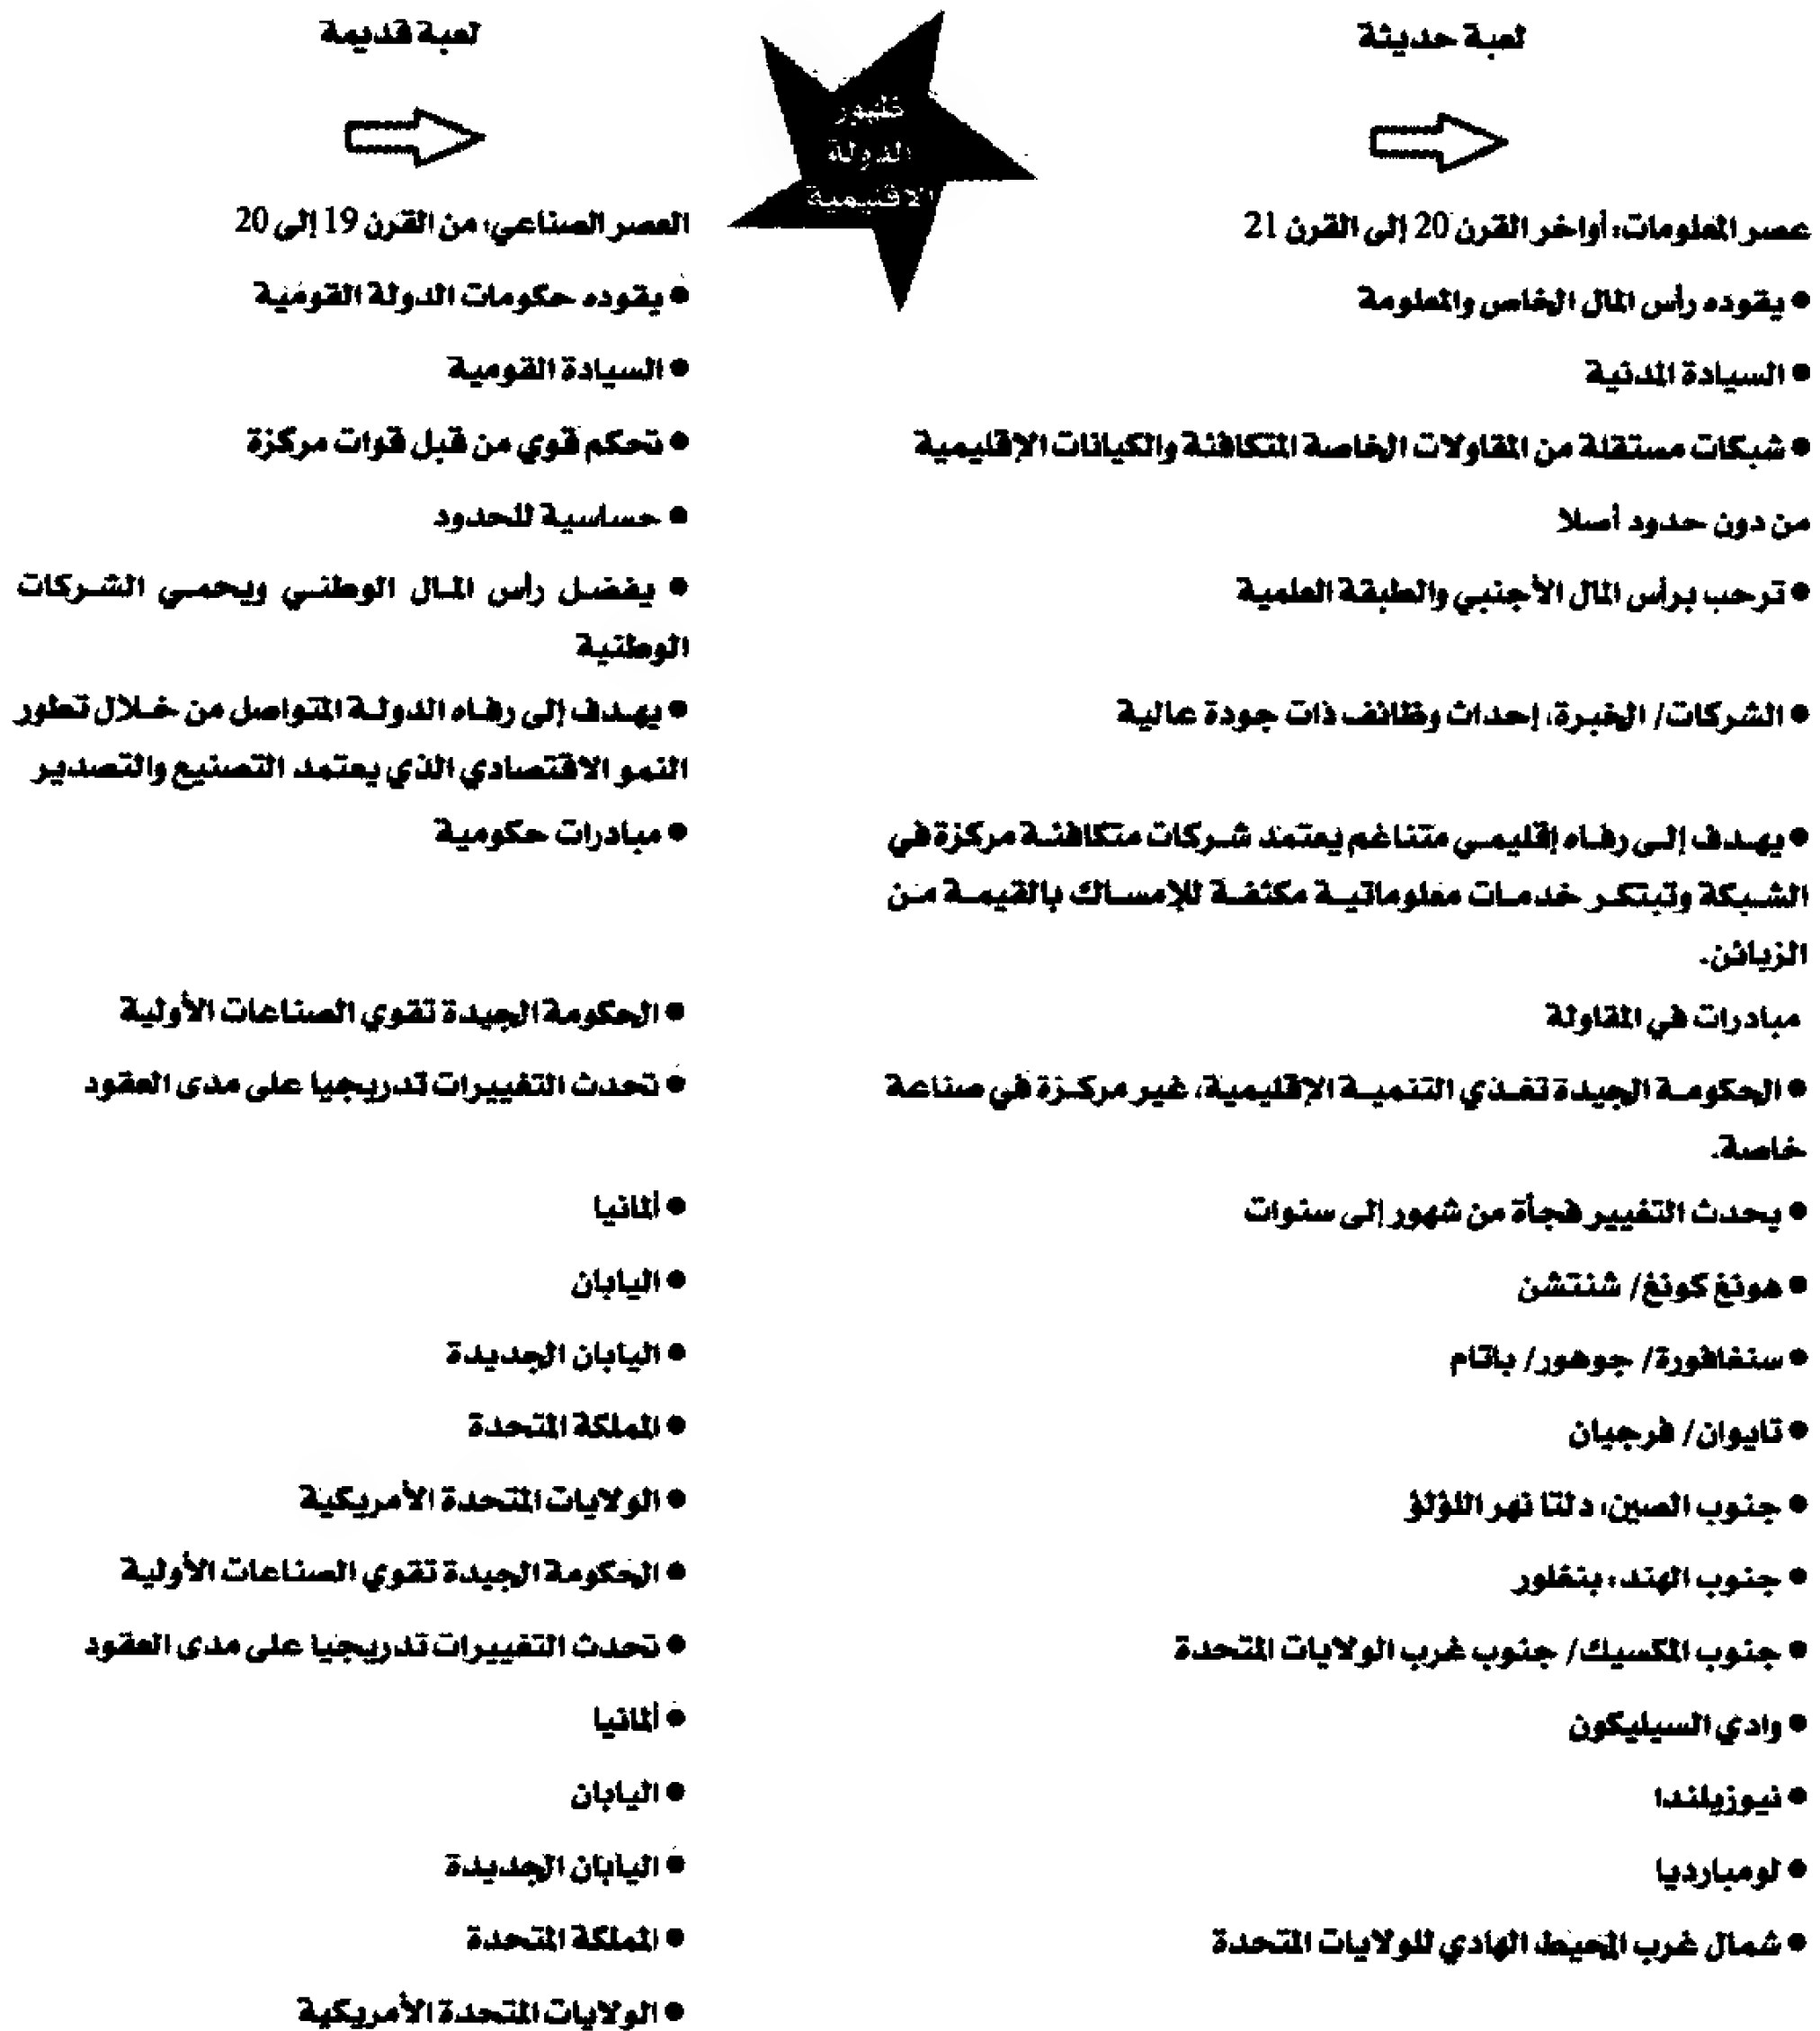 لعبة حديثة
عصر المعلومات، أواخر القرن 20 إلى القرن 21
● يقوده رأس المال الخاص والمعلومة
● السيادة المدنية
● شبكات مستقلة من المقاولات الخاصة المتكافئة والكيانات الإقليمية
من دون حدود أصلا
● ترحب برأس المال الأجنبي والطبقة العلمية
● الشركات/ الخبرة، إحداث وظائف ذات جودة عالية
● يهدف إلى رفاه إقليمي متناغم يعتمد شركات متكافئة مركزة في
الشبكة وتبتكر خدمات معلوماتية مكثفة للإمساك بالقيمة من
الزبائن.
مبادرات في المقاولة
● الحكومة الجيدة تغذي التنمية الإقليمية، غير مركزة في صناعة
خاصة.
● يحدث التغيير فجأة من شهور إلى سنوات
● هونغ كونغ/ شنتشن
● سنغافورة/ جوهور/ باتام
● تايوان/ فرجيان
● جنوب الصين، دلتا نهر اللؤلؤ
● جنوب الهند، بنغلور
● جنوب المكسيك/ جنوب غرب الولايات المتحدة
● وادي السيليكون
● نيوزيلندا
● لومبارديا
● شمال غرب المحيط الهادي للولايات المتحدة
ظهور
الدولة
الاقليمية
لعبة قديمة
العصر الصناعي، من القرن 19 إلى 20
● يقوده حكومات الدولة القومية
● السيادة القومية
● تحكم قوي من قبل قوات مركزة
● حساسية للحدود
● يفضل رأس المال الوطني ويحمي الشركات
الوطنية
● يهدف إلى رفاه الدولة المتواصل من خلال تطور
النمو الاقتصادي الذي يعتمد التصنيع والتصدير
● مبادرات حكومية
● الحكومة الجيدة تقوي الصناعات الأولية
● تحدث التغييرات تدريجيا على مدى العقود
● ألمانيا
● اليابان
● اليابان الجديدة
● المملكة المتحدة
● الولايات المتحدة الأمريكية
● الحكومة الجيدة تقوي الصناعات الأولية
● تحدث التغييرات تدريجيا على مدى العقود
● ألمانيا
● اليابان
● اليابان الجديدة
● المملكة المتحدة
● الولايات المتحدة الأمريكية